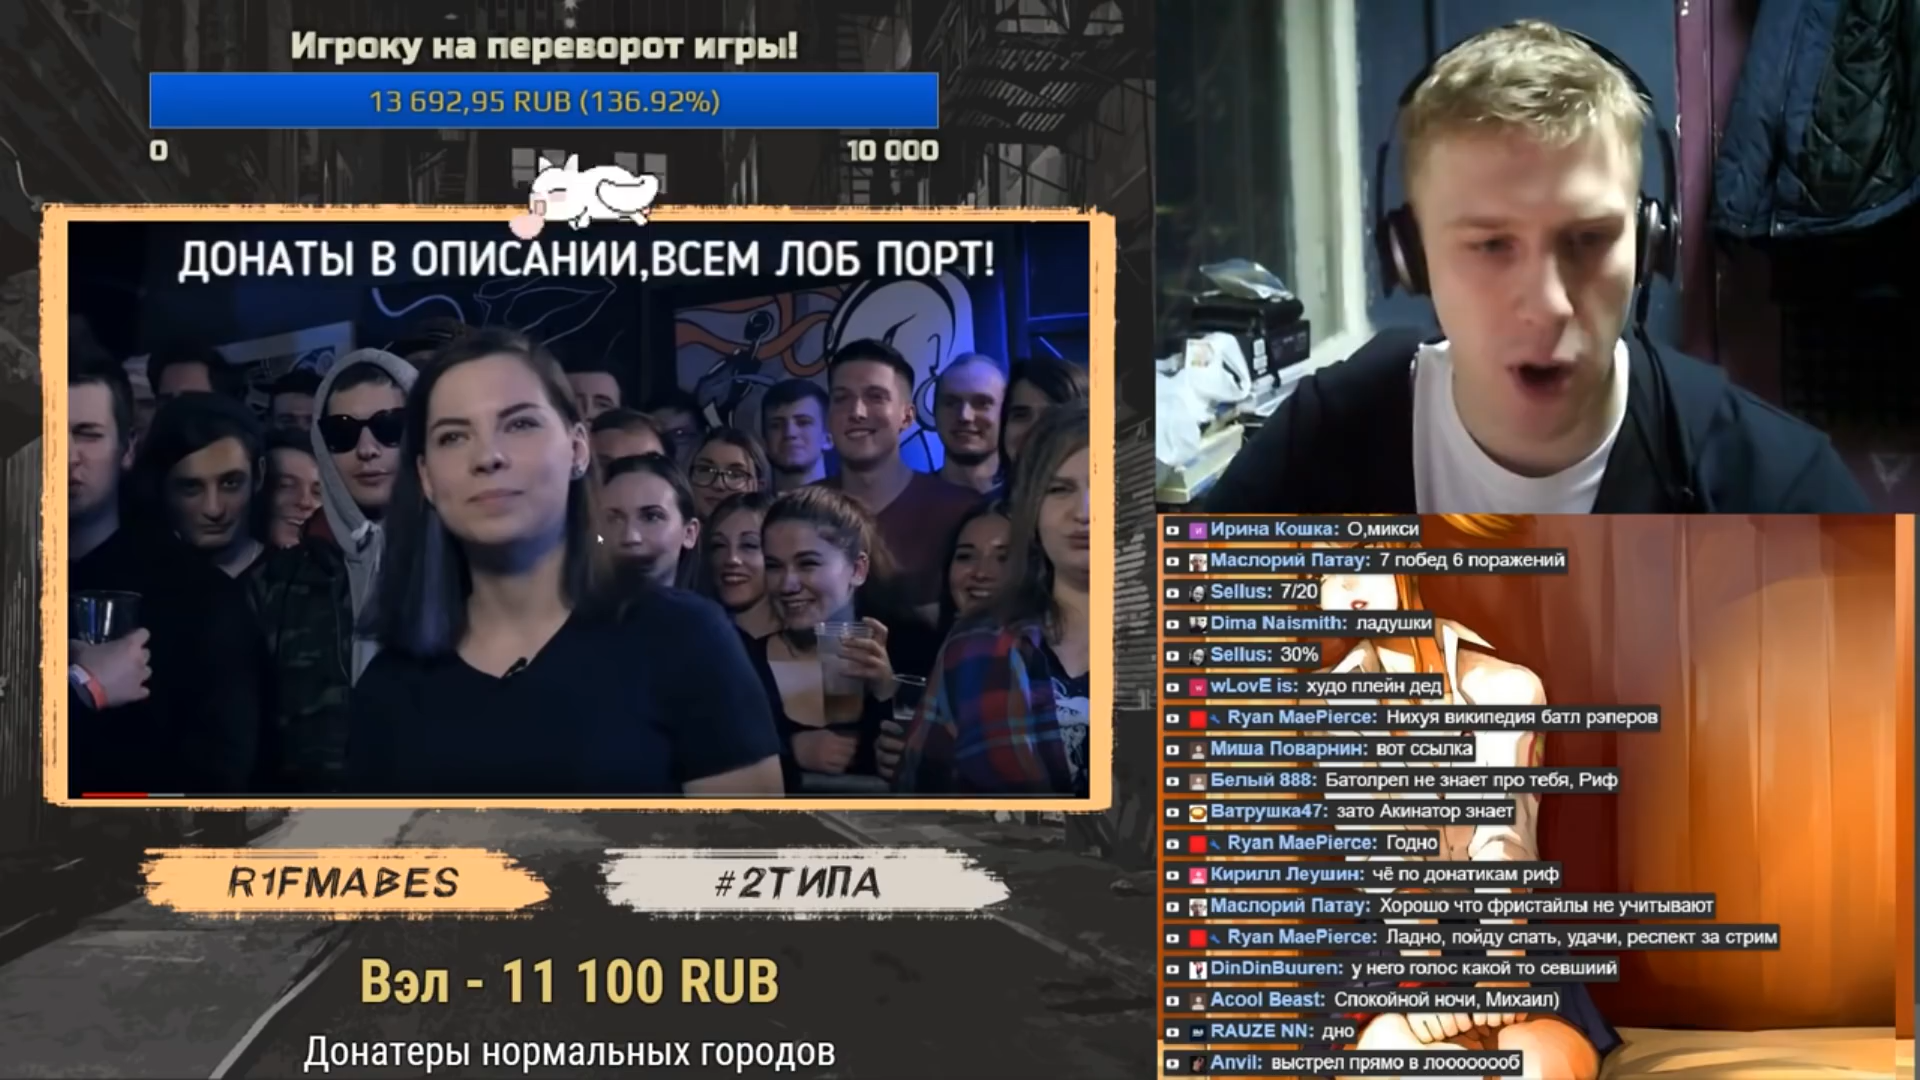 Игроку на переворот игры!
13 692,95 RUB (136.92%)
0
10 000
ДОНАТЫ В ОПИСАНИИ,ВСЕМ ЛОБ ПОРТ!
R1FMABES
#2ТИПА
Вэл - 11 100 RUB
Донатеры нормальных городов
Ирина Кошка: О,микси
Маслорий Патау: 7 побед 6 поражений
Sellus: 7/20
Dima Naismith: ладушки
Sellus: 30%
wLovE is: худо плейн дед
Ryan MaePierce: Нихуя википедия батл рэперов
Миша Поварнин: вот ссылка
Белый 888: Батолреп не знает про тебя, Риф
Ватрушка47: зато Акинатор знает
Ryan MaePierce: Годно
Кирилл Леушин: чё по донатикам риф
Маслорий Патау: Хорошо что фристайлы не учитывают
Ryan MaePierce: Ладно, пойду спать, удачи, респект за стрим
DinDinBuuren: у него голос какой то севшиий
Acool Beast: Спокойной ночи, Михаил)
RAUZE NN: дно
Anvil: выстрел прямо в лоооооооб